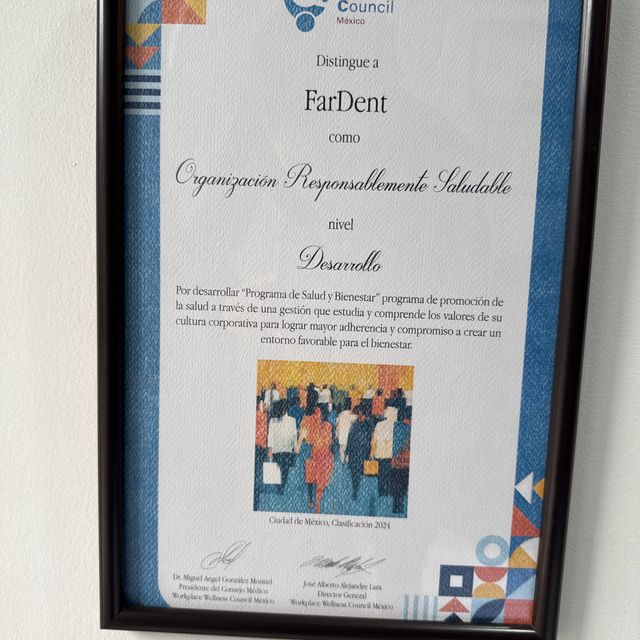 Council
México
Distingue a
FarDent
como
Organización Responsablemente Saludable
nivel
Desarrollo
Por desarrollar “Programa de Salud y Bienestar” programa de promoción de
la salud a través de una gestión que estudia y comprende los valores de su
cultura corporativa para lograr mayor adherencia y compromiso a crear un
entorno favorable para el bienestar.
Ciudad de México, Clasificación 2024
Dr. Miguel Angel González Montiel
Presidente del Consejo Médico
Workplace Wellness Council México
José Alberto Alejandre Lara
Director General
Workplace Wellness Council México